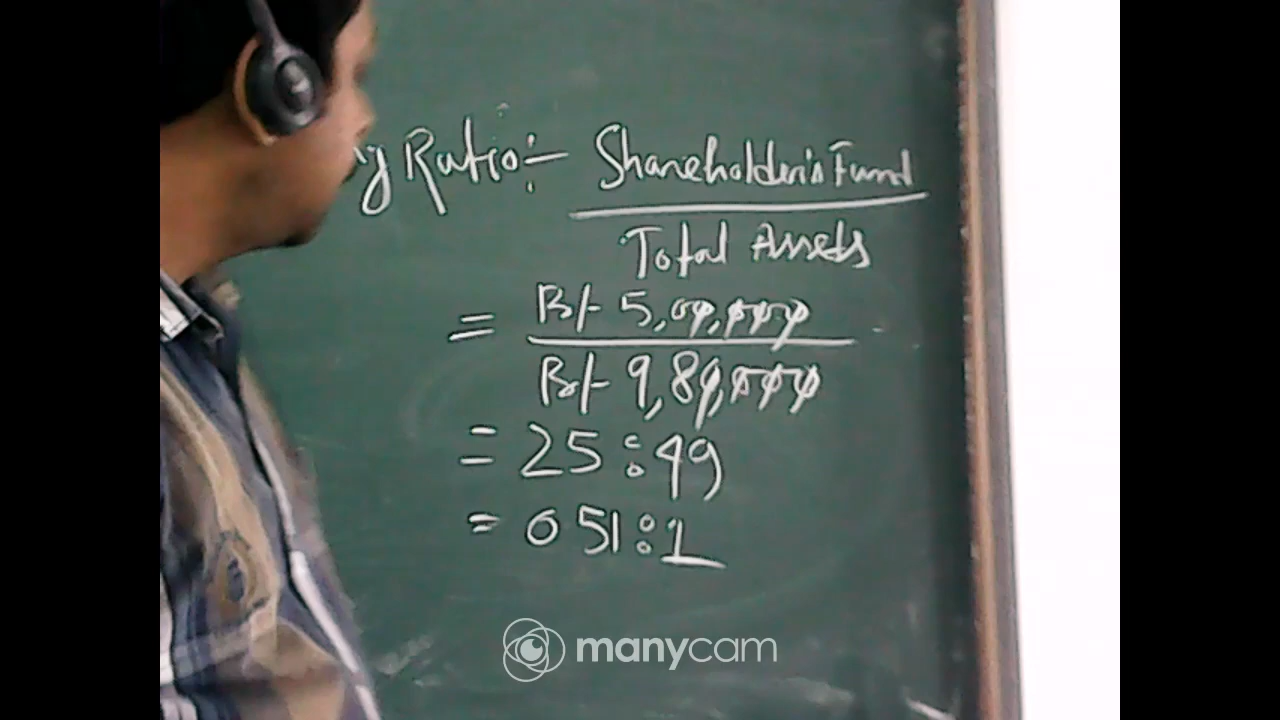 Ratio:-
Shareholder's Fund
Total Assets
= Rs/- 5,00,000
Rs/- 9,80,000
= 25:49
= 0 51:1
manycam